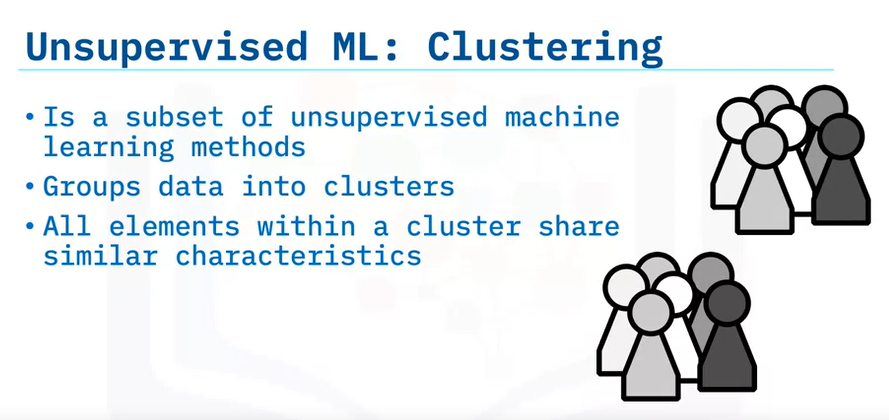 Unsupervised ML: Clustering
• Is a subset of unsupervised machine
learning methods
• Groups data into clusters
• All elements within a cluster share
similar characteristics